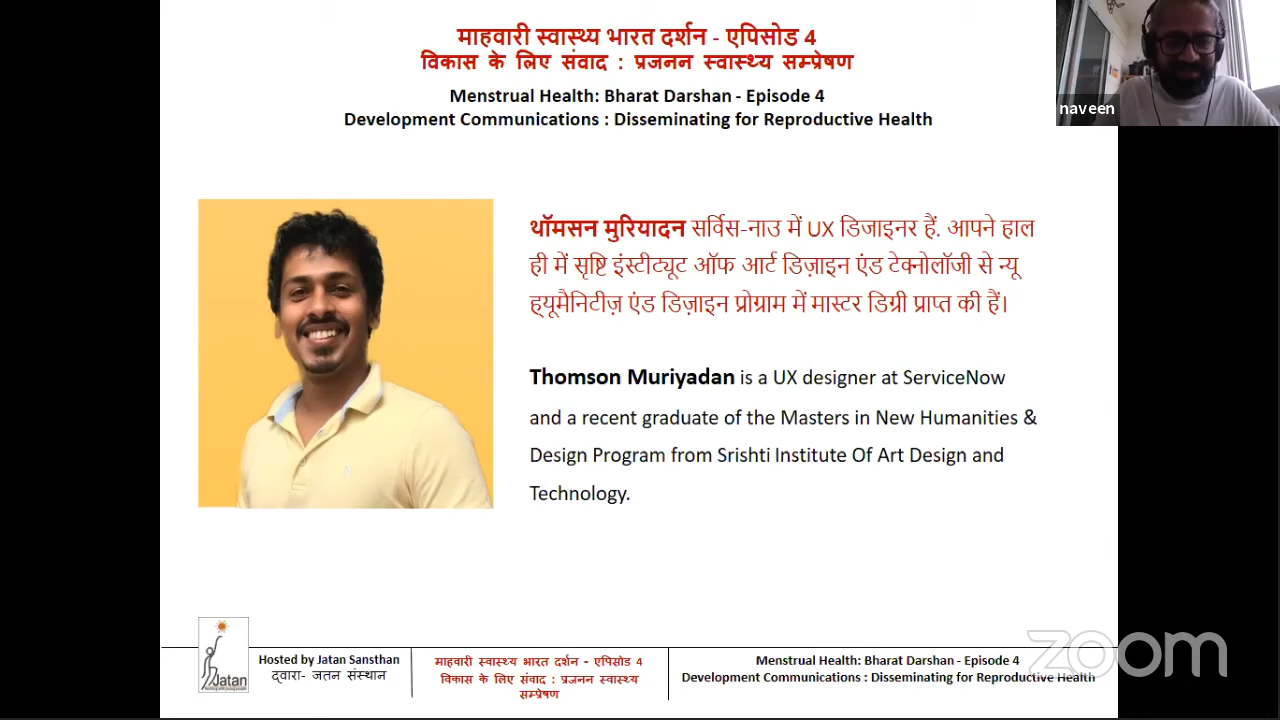 माहवारी स्वास्थ्य भारत दर्शन - एपिसोड 4
विकास के लिए संवाद : प्रजनन स्वास्थ्य सम्प्रेषण
Menstrual Health: Bharat Darshan - Episode 4
Development Communications : Disseminating for Reproductive Health
naveen
थॉमसन मुरियादन सर्विस-नाउ में UX डिजाइनर हैं. आपने हाल
ही में सृष्टि इंस्टीट्यूट ऑफ आर्ट डिज़ाइन एंड टेक्नोलॉजी से न्यू
ह्यूमैनिटीज़ एंड डिज़ाइन प्रोग्राम में मास्टर डिग्री प्राप्त की हैं।
Thomson Muriyadan is a UX designer at ServiceNow
and a recent graduate of the Masters in New Humanities &
Design Program from Srishti Institute Of Art Design and
Technology.
Jatan
Hosted by Jatan Sansthan
द्वारा- जतन संस्थान
माहवारी स्वास्थ्य भारत दर्शन - एपिसोड 4
विकास के लिए संवाद : प्रजनन स्वास्थ्य
सम्प्रेषण
Menstrual Health: Bharat Darshan - Episode 4
Development Communications : Disseminating for Reproductive Health
zoom